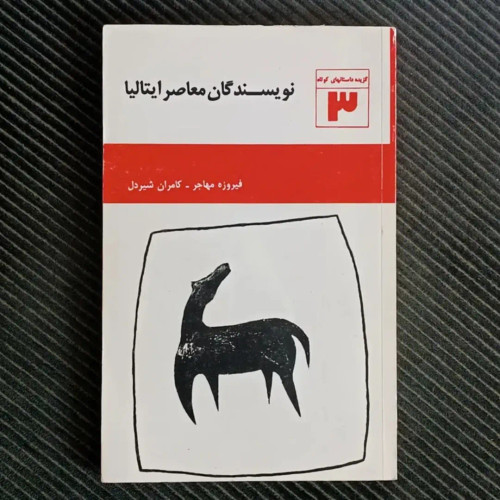 گزیده داستانهای کوتاه
۳
نویسندگان معاصر ایتالیا
فیروزه مهاجر - کامران شیردل